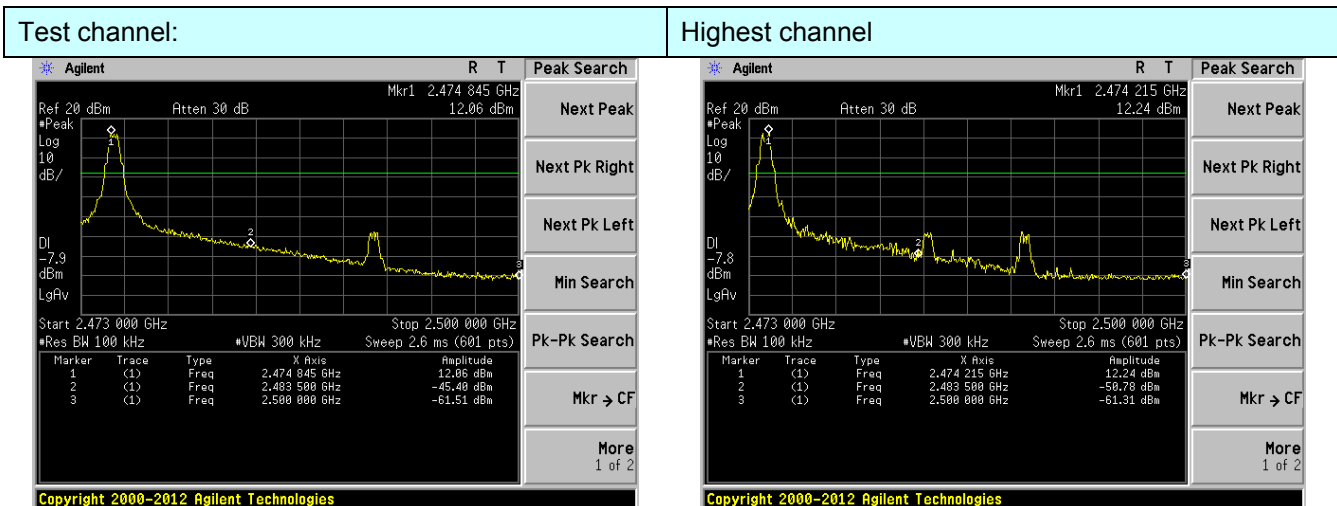 Test channel:
Highest channel
Agilent
R T
Peak Search
Mkr1 2.474 845 GHz
Ref 20 dBm Atten 30 dB 12.06 dBm
#Peak
Log
10
dB/
1
2
3
DI
-7.9
dBm
LgAv
Start 2.473 000 GHz Stop 2.500 000 GHz
#Res BW 100 kHz #VBW 300 kHz Sweep 2.6 ms (601 pts)
Marker Trace Type X Axis Amplitude
1 (1) Freq 2.474 845 GHz 12.06 dBm
2 (1) Freq 2.483 500 GHz -45.40 dBm
3 (1) Freq 2.500 000 GHz -61.51 dBm
Next Peak
Next Pk Right
Next Pk Left
Min Search
Pk-Pk Search
Mkr → CF
More
1 of 2
Copyright 2000-2012 Agilent Technologies
Agilent
R T
Peak Search
Mkr1 2.474 215 GHz
Ref 20 dBm Atten 30 dB 12.24 dBm
#Peak
Log
10
dB/
1
2
3
DI
-7.8
dBm
LgAv
Start 2.473 000 GHz Stop 2.500 000 GHz
#Res BW 100 kHz #VBW 300 kHz Sweep 2.6 ms (601 pts)
Marker Trace Type X Axis Amplitude
1 (1) Freq 2.474 215 GHz 12.24 dBm
2 (1) Freq 2.483 500 GHz -50.78 dBm
3 (1) Freq 2.500 000 GHz -61.31 dBm
Next Peak
Next Pk Right
Next Pk Left
Min Search
Pk-Pk Search
Mkr → CF
More
1 of 2
Copyright 2000-2012 Agilent Technologies